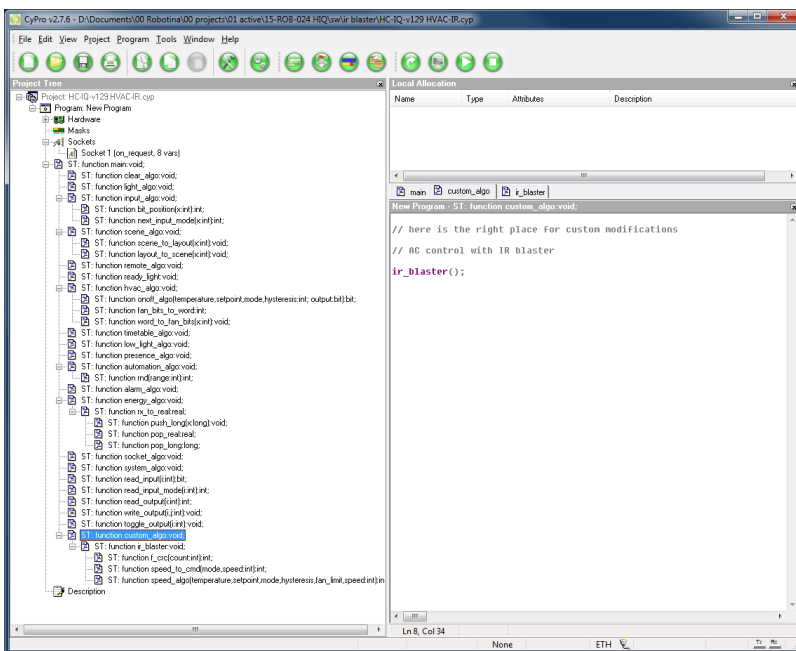 CyPro v2.7.6 - D:\Documents\00 Robotina\00 projects\01 active\15-ROB-024 HIQ\sw\ir blaster\HC-IQ-v129 HVAC-IR.cyp
File Edit View Project Program Tools Window Help
Project Tree
Project: HC-IQ-v129 HVAC-IR.cyp
Program: New Program
Hardware
Masks
Sockets
Socket 1 (on_request, 8 vars)
ST: function main:void;
ST: function clear_algo:void;
ST: function light_algo:void;
ST: function input_algo:void;
ST: function bit_position(x:int):int;
ST: function next_input_mode(x:int):int;
ST: function scene_algo:void;
ST: function scene_to_layout(x:int):void;
ST: function layout_to_scene(x:int):void;
ST: function remote_algo:void;
ST: function ready_light:void;
ST: function hvac_algo:void;
ST: function onoff_algo(temperature,setpoint,mode,hysteresis:int; output:bit):bit;
ST: function fan_bits_to_word:int;
ST: function word_to_fan_bits(x:int):void;
ST: function timetable_algo:void;
ST: function low_light_algo:void;
ST: function presence_algo:void;
ST: function automation_algo:void;
ST: function rnd(range:int):int;
ST: function alarm_algo:void;
ST: function energy_algo:void;
ST: function rx_to_real:real;
ST: function push_long(x:long):void;
ST: function pop_real:real;
ST: function pop_long:long;
ST: function socket_algo:void;
ST: function system_algo:void;
ST: function read_input(i:int):bit;
ST: function read_input_mode(i:int):int;
ST: function read_output(i:int):int;
ST: function write_output(i,j:int):void;
ST: function toggle_output(i:int):void;
ST: function custom_algo:void;
ST: function ir_blaster:void;
ST: function f_crc(count:int):int;
ST: function speed_to_cmd(mode,speed:int):int;
ST: function speed_algo(temperature,setpoint,mode,hysteresis,fan_limit,speed:int):in
Description
Local Allocation
Name Type Attributes Description
main custom_algo ir_blaster
New Program - ST: function custom_algo:void;
// here is the right place for custom modifications
// AC control with IR blaster
ir_blaster();
Ln 8, Col 34
None ETH Tx Rx